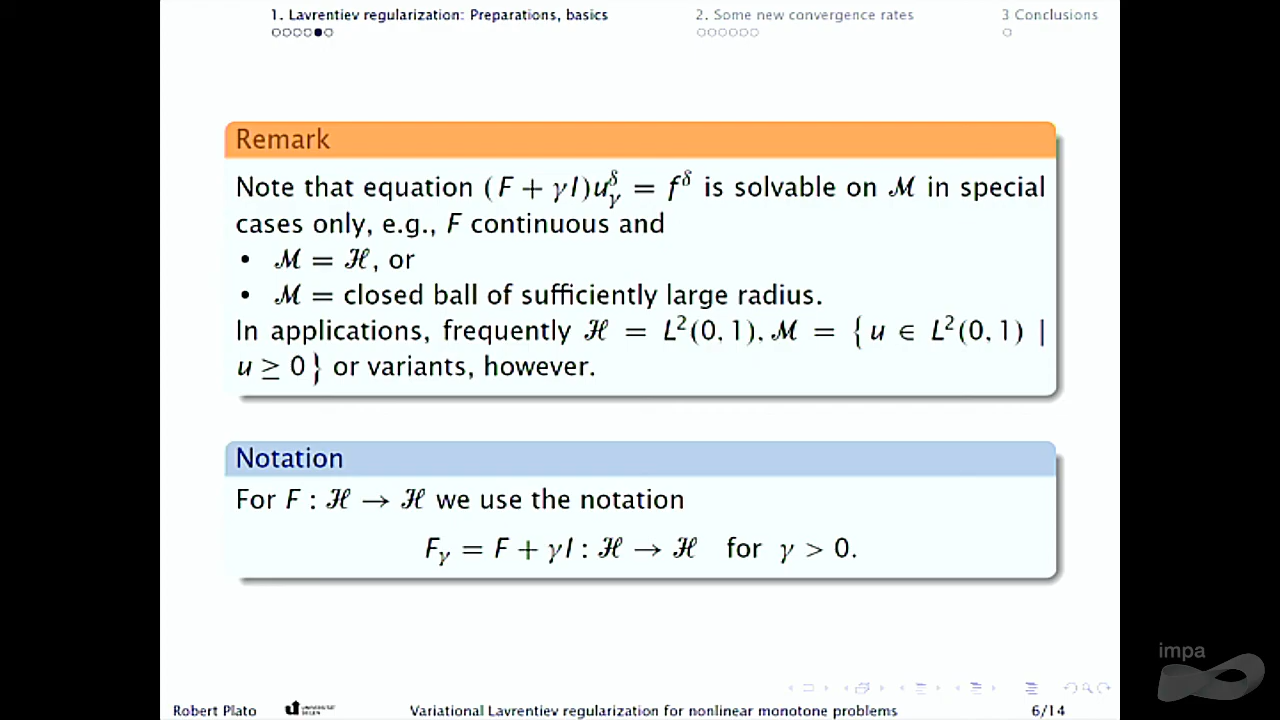 1. Lavrentiev regularization: Preparations, basics
2. Some new convergence rates
3 Conclusions
Remark
Note that equation (F + γI)u_γ^δ = f^δ is solvable on ℳ in special
cases only, e.g., F continuous and
• ℳ = ℋ, or
• ℳ = closed ball of sufficiently large radius.
In applications, frequently ℋ = L²(0, 1), ℳ = { u ∈ L²(0, 1) |
u ≥ 0 } or variants, however.
Notation
For F : ℋ → ℋ we use the notation
F_γ = F + γI : ℋ → ℋ for γ > 0.
impa
Robert Plato
Variational Lavrentiev regularization for nonlinear monotone problems
6/14